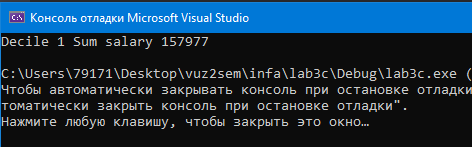 Консоль отладки Microsoft Visual Studio
Decile 1 Sum salary 157977
C:\Users\79171\Desktop\vuz2sem\infa\lab3c\Debug\lab3c.exe (
Чтобы автоматически закрывать консоль при остановке отладки
томатически закрыть консоль при остановке отладки".
Нажмите любую клавишу, чтобы закрыть это окно…